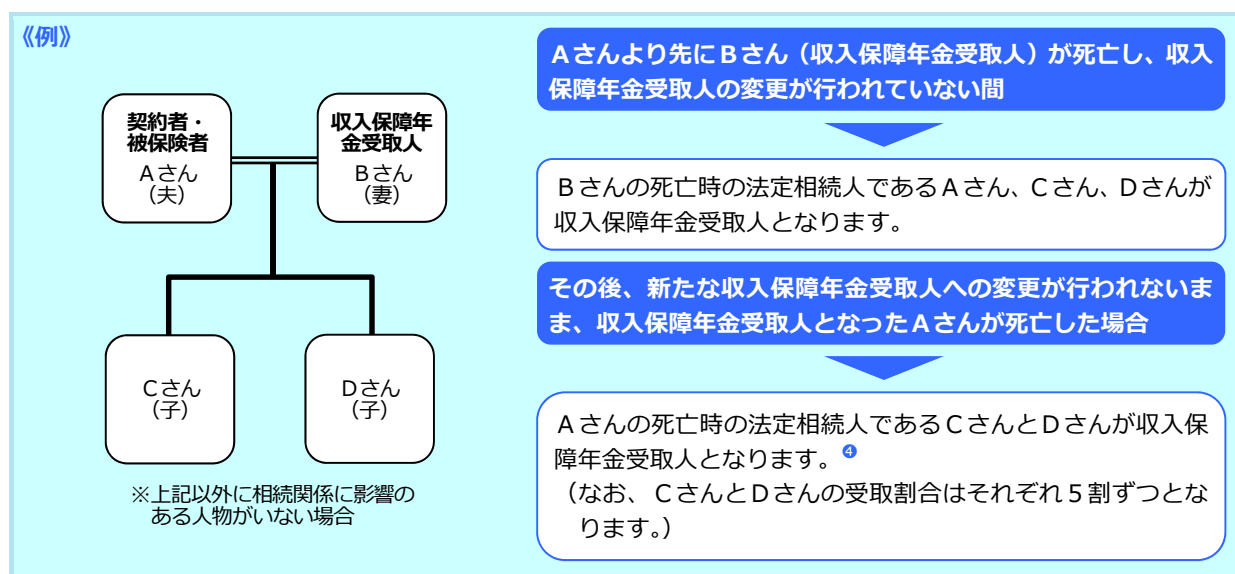 《例》
契約者・
被保険者
Aさん
（夫）
収入保障年
金受取人
Bさん
（妻）
Cさん
（子）
Dさん
（子）
※上記以外に相続関係に影響の
ある人物がいない場合
Aさんより先にBさん（収入保障年金受取人）が死亡し、収入
保障年金受取人の変更が行われていない間
Bさんの死亡時の法定相続人であるAさん、Cさん、Dさんが
収入保障年金受取人となります。
その後、新たな収入保障年金受取人への変更が行われないま
ま、収入保障年金受取人となったAさんが死亡した場合
Aさんの死亡時の法定相続人であるCさんとDさんが収入保
障年金受取人となります。❹
（なお、CさんとDさんの受取割合はそれぞれ５割ずつとな
ります。）